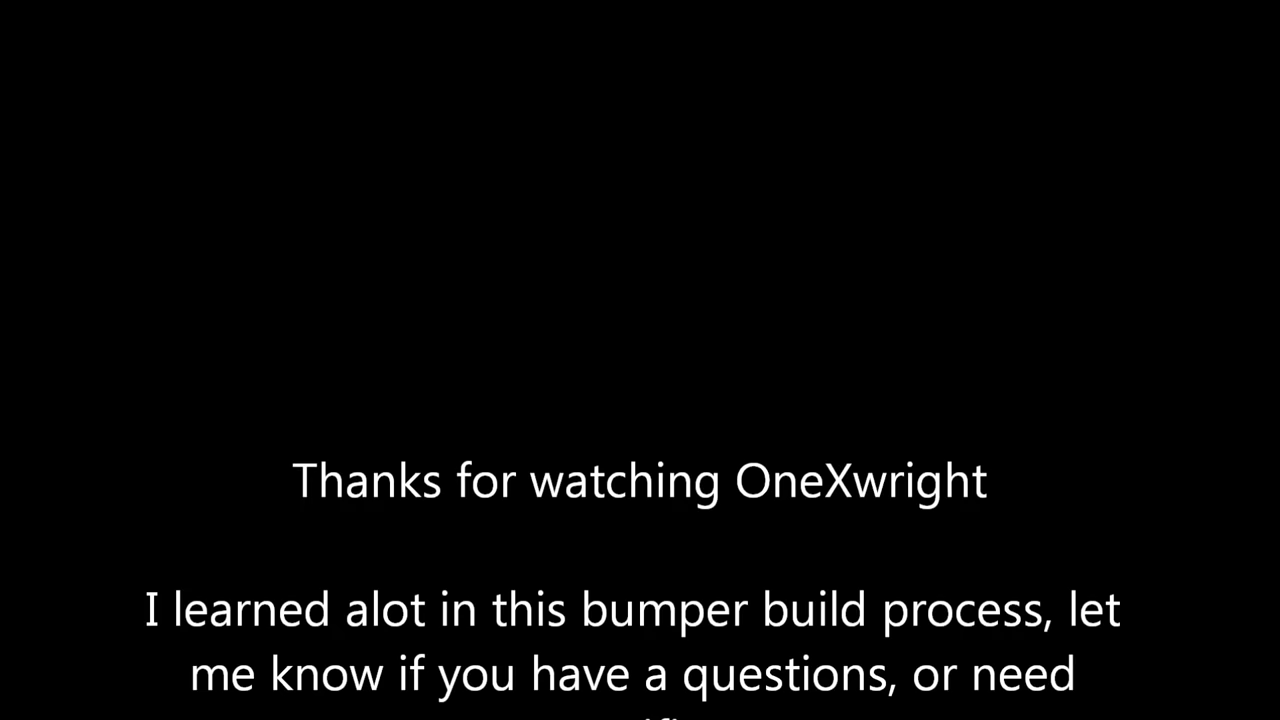 Thanks for watching OneXwright
I learned alot in this bumper build process, let
me know if you have a questions, or need